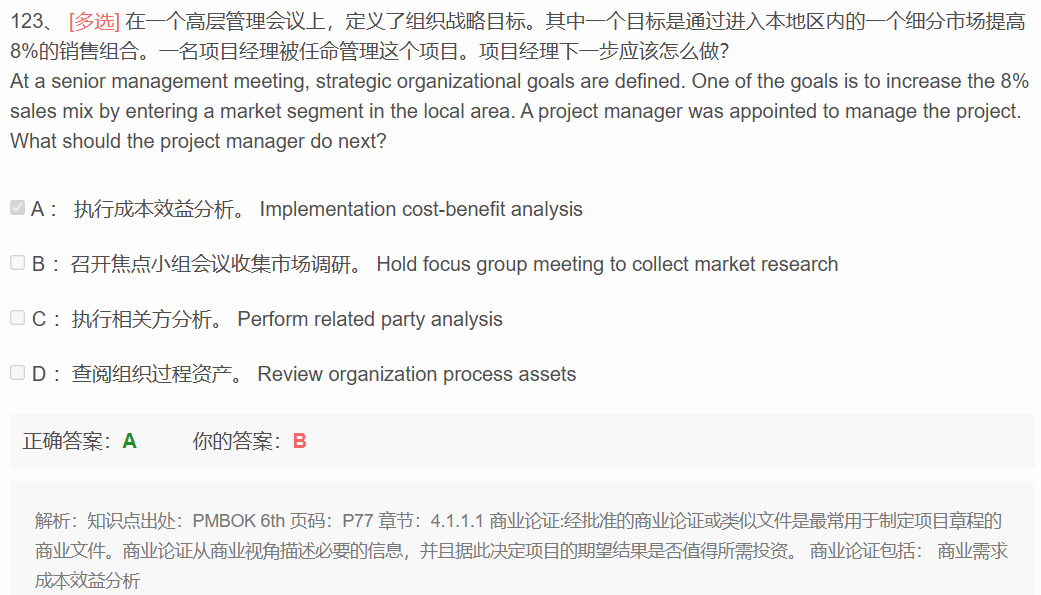 123、 [多选] 在一个高层管理会议上，定义了组织战略目标。其中一个目标是通过进入本地区内的一个细分市场提高
8%的销售组合。一名项目经理被任命管理这个项目。项目经理下一步应该怎么做?
At a senior management meeting, strategic organizational goals are defined. One of the goals is to increase the 8%
sales mix by entering a market segment in the local area. A project manager was appointed to manage the project.
What should the project manager do next?
A： 执行成本效益分析。 Implementation cost-benefit analysis
B： 召开焦点小组会议收集市场调研。 Hold focus group meeting to collect market research
C： 执行相关方分析。 Perform related party analysis
D： 查阅组织过程资产。 Review organization process assets
正确答案：A 你的答案：B
解析：知识点出处：PMBOK 6th 页码：P77 章节：4.1.1.1 商业论证:经批准的商业论证或类似文件是最常用于制定项目章程的
商业文件。商业论证从商业视角描述必要的信息，并且据此决定项目的期望结果是否值得所需投资。 商业论证包括： 商业需求
成本效益分析